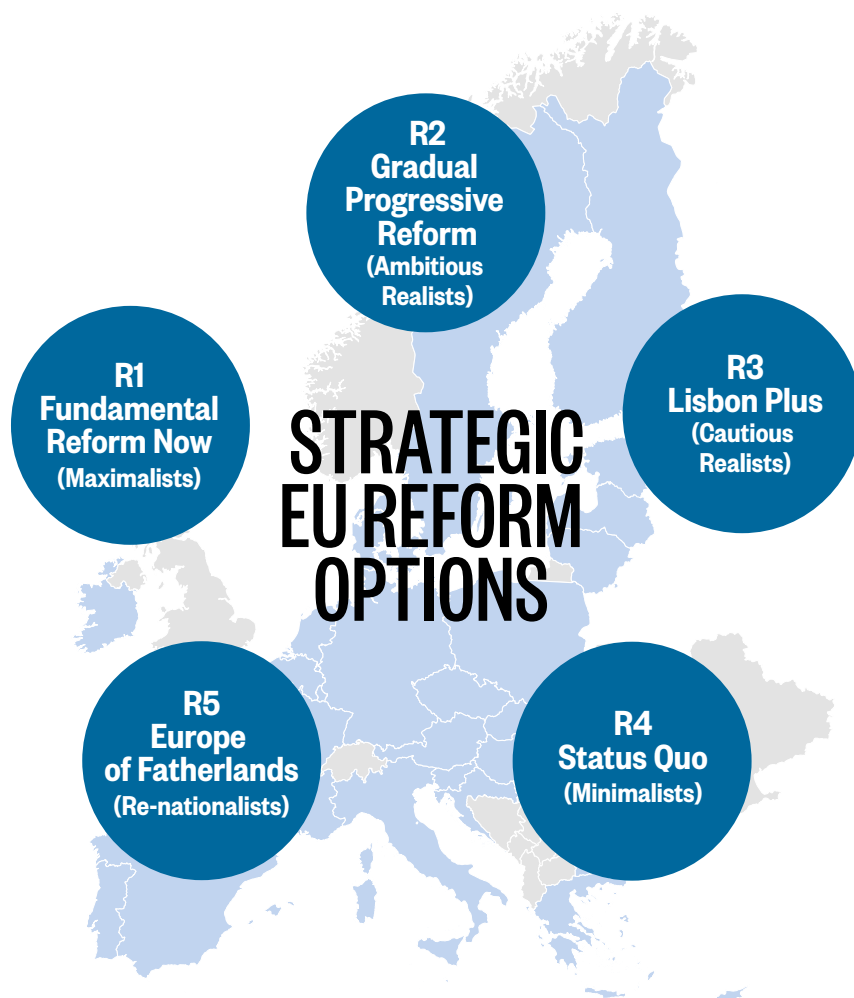 R2
Gradual
Progressive
Reform
(Ambitious
Realists)
R1
Fundamental
Reform Now
(Maximalists)
R3
Lisbon Plus
(Cautious
Realists)
STRATEGIC
EU REFORM
OPTIONS
R5
Europe
of Fatherlands
(Re-nationalists)
R4
Status Quo
(Minimalists)